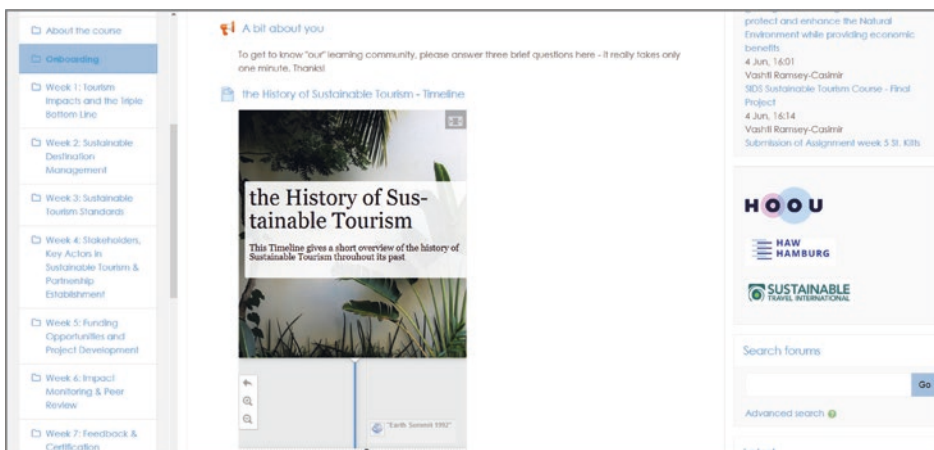 About the course
Onboarding
Week 1: Tourism
Impacts and the Triple
Bottom Line
Week 2: Sustainable
Destination
Management
Week 3: Sustainable
Tourism Standards
Week 4: Stakeholders,
Key Actors in
Sustainable Tourism &
Partnership
Establishment
Week 5: Funding
Opportunities and
Project Development
Week 6: Impact
Monitoring & Peer
Review
Week 7: Feedback &
Certification
A bit about you
To get to know "our" learning community, please answer three brief questions here - it really takes only
one minute. Thanks!
the History of Sustainable Tourism - Timeline
the History of Sus-
tainable Tourism
This Timeline gives a short overview of the history of
Sustainable Tourism throuhout its past
"Earth Summit 1992"
protect and enhance the Natural
Environment while providing economic
benefits
4 Jun, 16:01
Vashti Ramsey-Casimir
SIDS Sustainable Tourism Course - Final
Project
4 Jun, 16:14
Vashti Ramsey-Casimir
Submission of Assignment week 5 St. Kitts
HOOU
HAW
HAMBURG
SUSTAINABLE
TRAVEL INTERNATIONAL
Search forums
Go
Advanced search